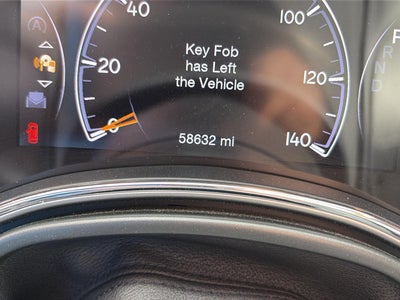 40
100
Key Fob
has Left
the Vehicle
20
120
0
58632 mi
140
P
R
N
D
A